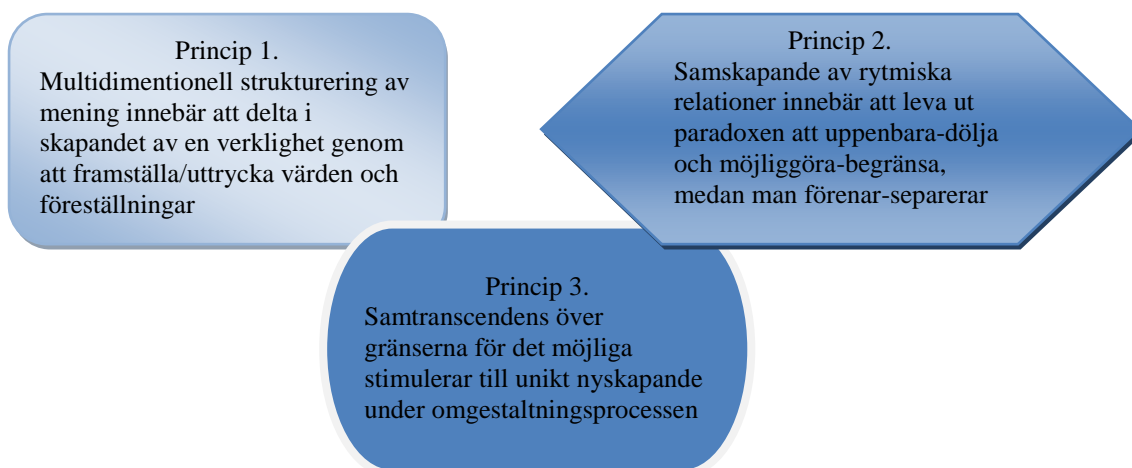 Princip 1.
Multidimentionell strukturering av
mening innebär att delta i
skapandet av en verklighet genom
att framställa/uttrycka värden och
föreställningar
Princip 2.
Samskapande av rytmiska
relationer innebär att leva ut
paradoxen att uppenbara-dölja
och möjliggöra-begränsa,
medan man förenar-separerar
Princip 3.
Samtranscendens över
gränserna för det möjliga
stimulerar till unikt nyskapande
under omgestaltningsprocessen